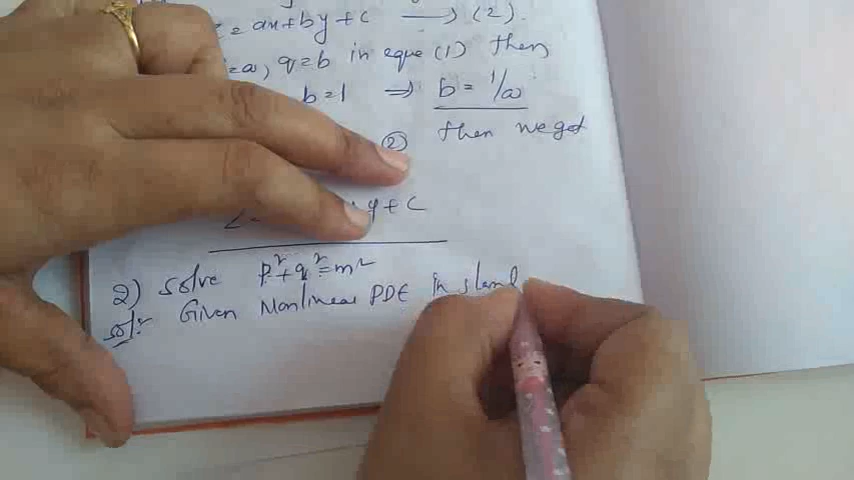 = ax + by + c → (2).
=a, q=b in eque (1) then
b=1 ⇒ b = 1/a
② then we get
y + c
2) Solve p² + q² = m²
Sol:- Given Nonlinear PDE in stand